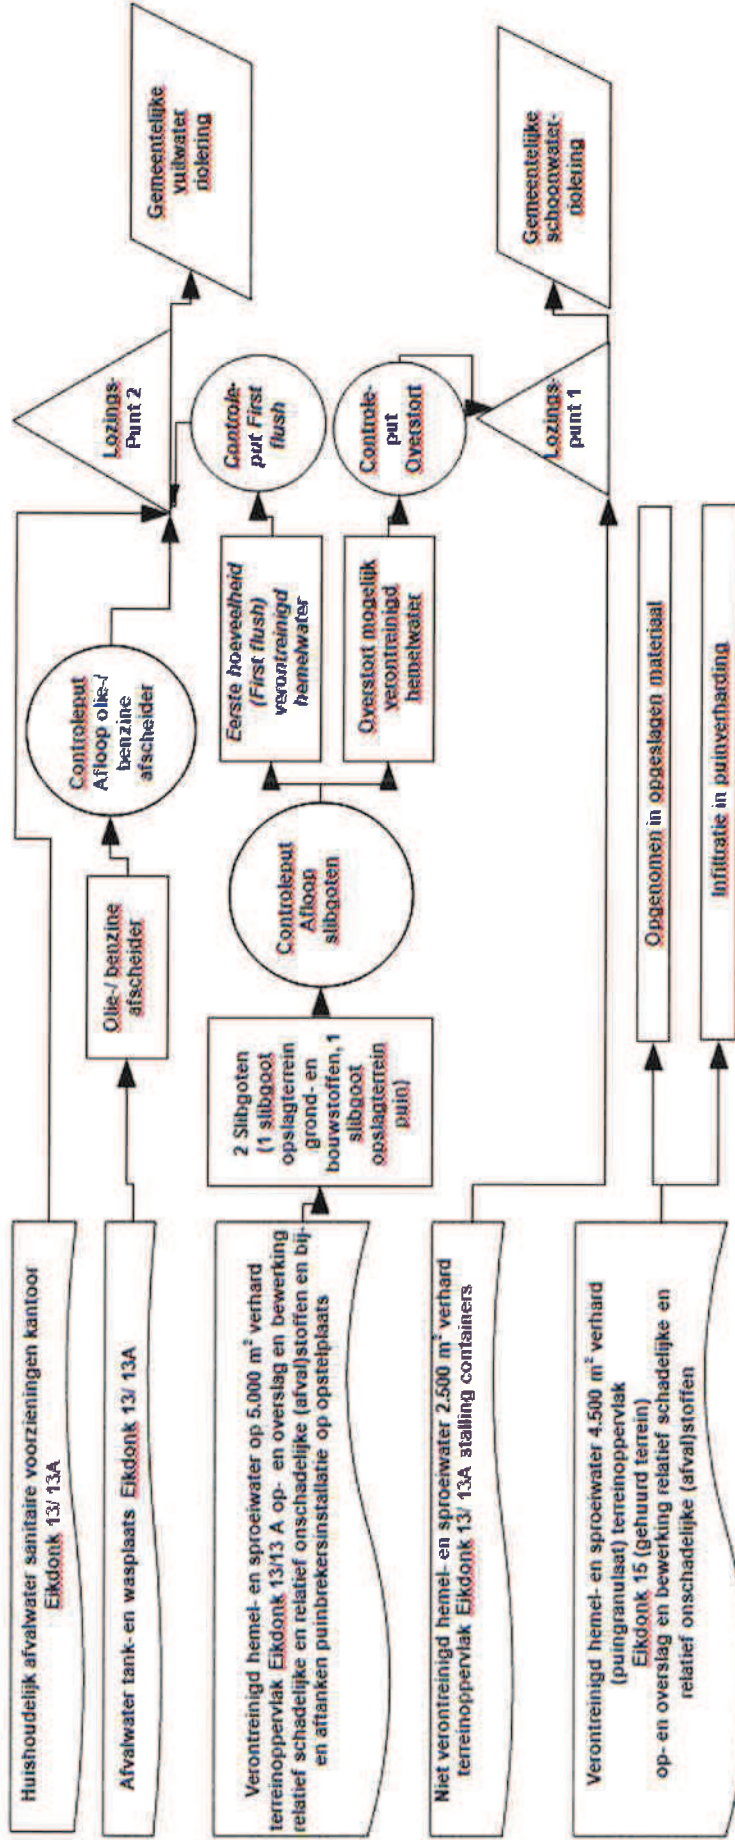 Huishoudelijk afvalwater sanitaire voorzieningen kantoor
Eikdonk 13/ 13A
Afvalwater tank- en wasplaats Eikdonk 13/ 13A
Olie-/ benzine
afscheider
Controleput
Afloop olie-/
benzine
afscheider
Lozings-
Punt 2
Gemeentelijke
vuilwater
riolering
Verontreinigd hemel- en sproeiwater op 5.000 m² verhard
terreinoppervlak Eikdonk 13/13 A op- en overslag en bewerking
relatief schadelijke en relatief onschadelijke (afval)stoffen en bij-
en aftanken puinbrekersinstallatie op opstelplaats
2 Slibgoten
(1 slibgoot
opslagterrein
grond- en
bouwstoffen, 1
slibgoot
opslagterrein
puin)
Controleput
Afloop
slibgoten
Eerste hoeveelheid
(First flush)
verontreinigd
hemelwater
Controle-
put First
flush
Overstort mogelijk
verontreinigd
hemelwater
Controle-
put
Overstort
Niet verontreinigd hemel- en sproeiwater 2.500 m² verhard
terreinoppervlak Eikdonk 13/ 13A stalling containers
Lozings-
punt 1
Gemeentelijke
schoonwater-
riolering
Verontreinigd hemel- en sproeiwater 4.500 m² verhard
(puingranulaat) terreinoppervlak
Eikdonk 15 (gehuurd terrein)
op- en overslag en bewerking relatief schadelijke en
relatief onschadelijke (afval)stoffen
Opgenomen in opgeslagen materiaal
Infiltratie in puinverharding